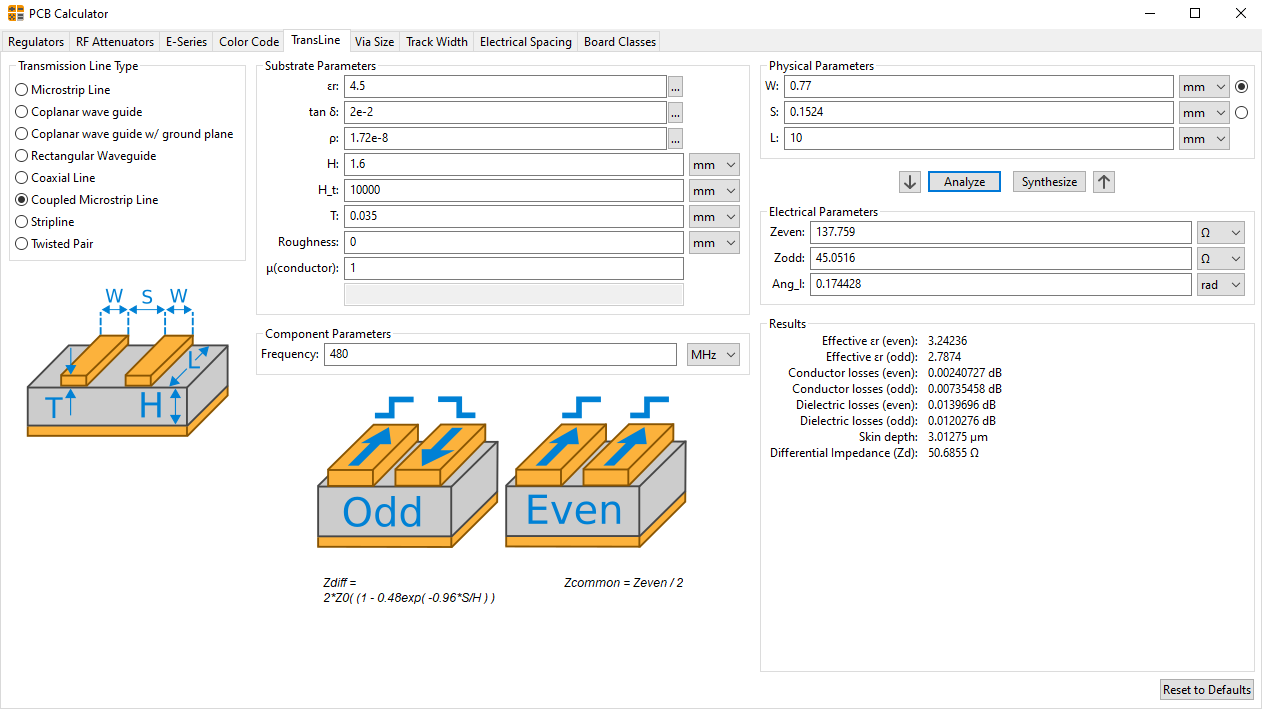 PCB Calculator
Regulators RF Attenuators E-Series Color Code TransLine Via Size Track Width Electrical Spacing Board Classes
Transmission Line Type
Microstrip Line
Coplanar wave guide
Coplanar wave guide w/ ground plane
Rectangular Waveguide
Coaxial Line
Coupled Microstrip Line
Stripline
Twisted Pair
W S W
L
T H
Substrate Parameters
εr: 4.5 ...
tan δ: 2e-2 ...
ρ: 1.72e-8 ...
H: 1.6 mm
H_t: 10000 mm
T: 0.035 mm
Roughness: 0 mm
μ(conductor): 1
Component Parameters
Frequency: 480 MHz
Odd Even
Zdiff =
2*Z0( (1 - 0.48exp( -0.96*S/H ) )
Zcommon = Zeven / 2
Physical Parameters
W: 0.77 mm
S: 0.1524 mm
L: 10 mm
Analyze Synthesize
Electrical Parameters
Zeven: 137.759 Ω
Zodd: 45.0516 Ω
Ang_l: 0.174428 rad
Results
Effective εr (even): 3.24236
Effective εr (odd): 2.7874
Conductor losses (even): 0.00240727 dB
Conductor losses (odd): 0.00735458 dB
Dielectric losses (even): 0.0139696 dB
Dielectric losses (odd): 0.0120276 dB
Skin depth: 3.01275 µm
Differential Impedance (Zd): 50.6855 Ω
Reset to Defaults